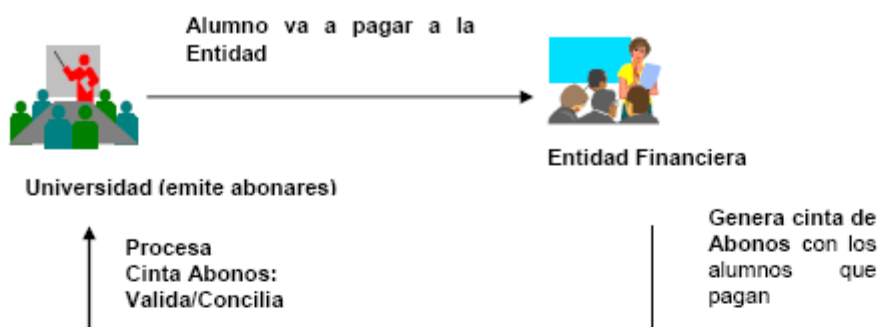 Alumno va a pagar a la
Entidad
Entidad Financiera
Universidad (emite abonares)
Genera cinta de
Abonos con los
alumnos que
pagan
Procesa
Cinta Abonos:
Valida/Concilia